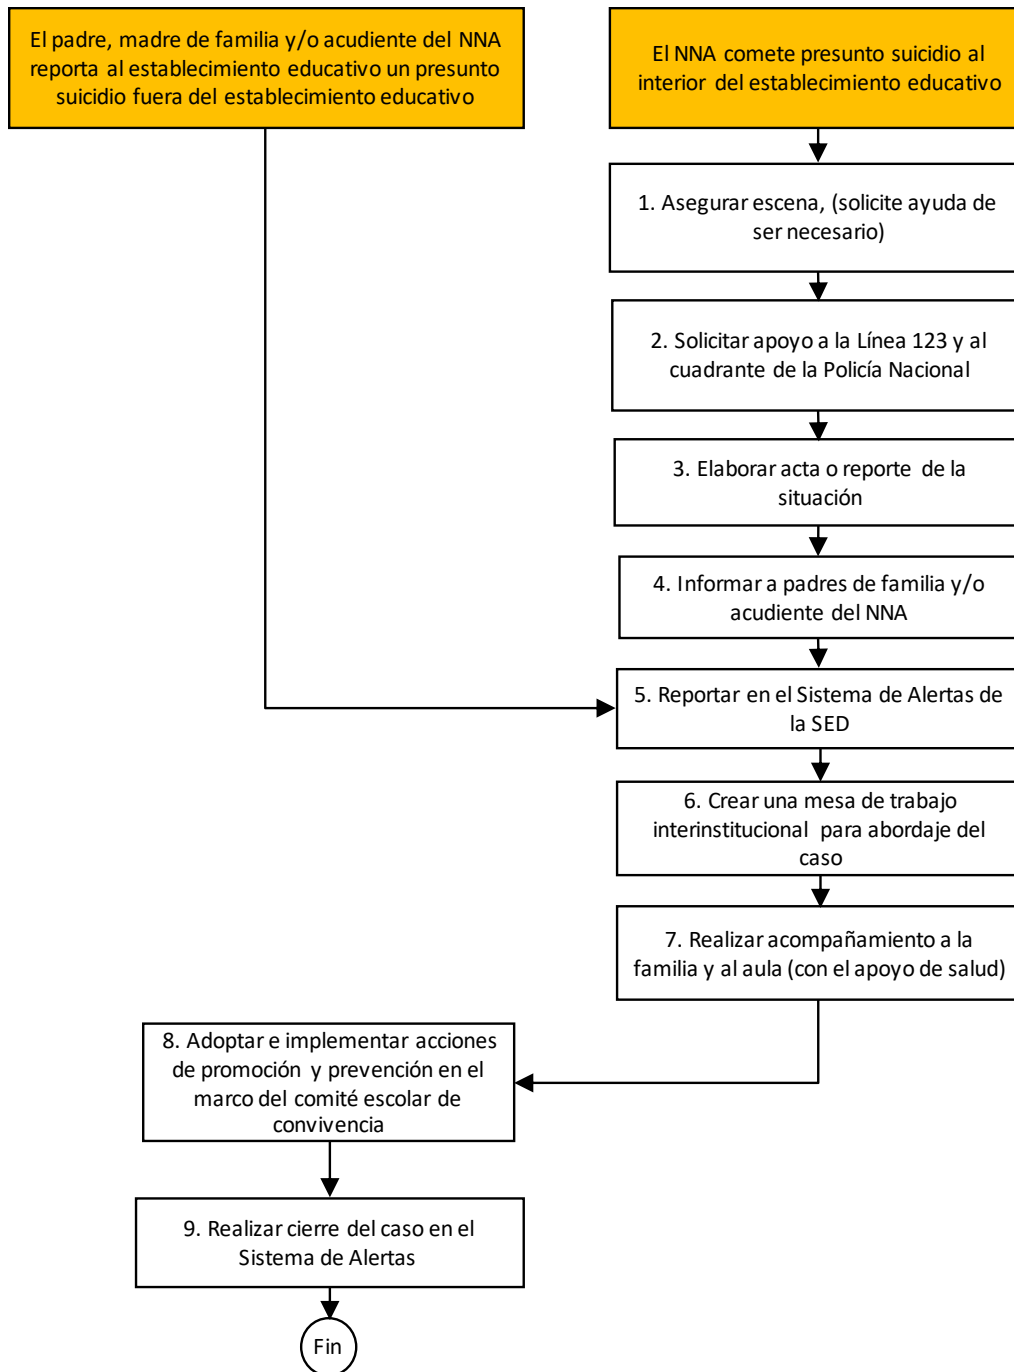 El padre, madre de familia y/o acudiente del NNA
reporta al establecimiento educativo un presunto
suicidio fuera del establecimiento educativo
El NNA comete presunto suicidio al
interior del establecimiento educativo
1. Asegurar escena, (solicite ayuda de
ser necesario)
2. Solicitar apoyo a la Línea 123 y al
cuadrante de la Policía Nacional
3. Elaborar acta o reporte de la
situación
4. Informar a padres de familia y/o
acudiente del NNA
5. Reportar en el Sistema de Alertas de
la SED
6. Crear una mesa de trabajo
interinstitucional para abordaje del
caso
7. Realizar acompañamiento a la
familia y al aula (con el apoyo de salud)
8. Adoptar e implementar acciones
de promoción y prevención en el
marco del comité escolar de
convivencia
9. Realizar cierre del caso en el
Sistema de Alertas
Fin